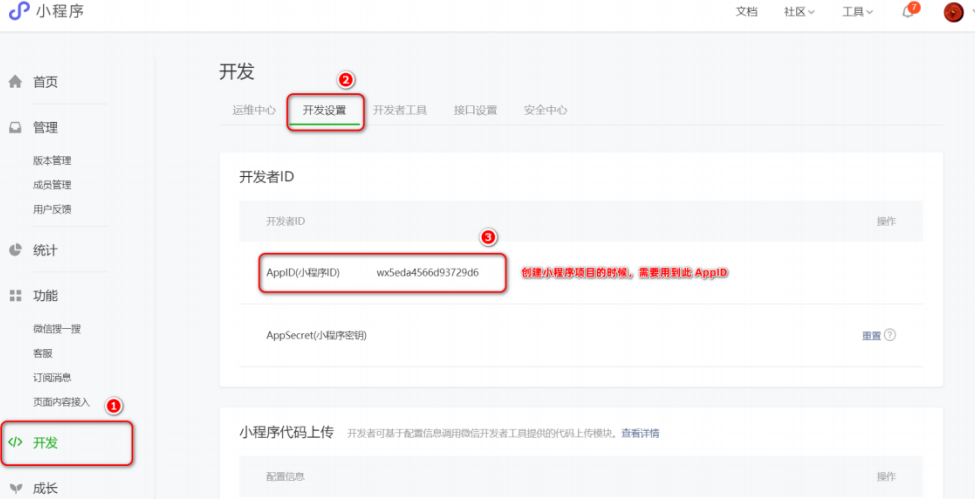 小程序
文档 社区 工具 7
首页
管理
版本管理
成员管理
用户反馈
统计
功能
微信搜一搜
客服
订阅消息
页面内容接入
1
开发
成长
开发
2
运维中心 开发设置 开发者工具 接口设置 安全中心
开发者ID
开发者ID 操作
3
AppID(小程序ID) wx5eda4566d93729d6 创建小程序项目的时候，需要用到此 AppID
AppSecret(小程序密钥) 重置 ?
小程序代码上传 开发者可基于配置信息调用微信开发者工具提供的代码上传模块。查看详情
配置信息 操作